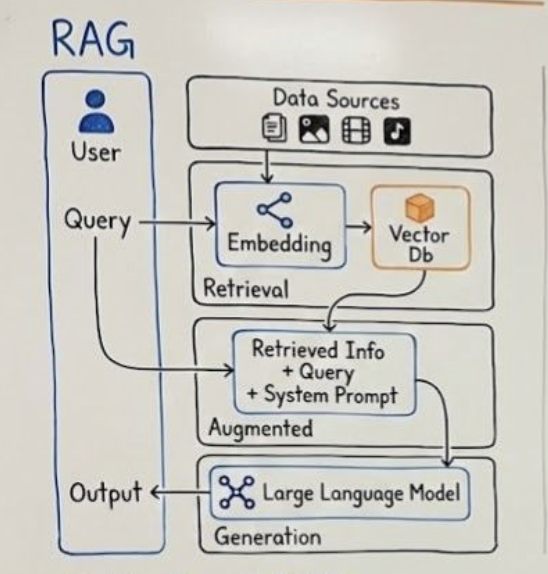 RAG
User
Data Sources
Query
Embedding
Vector
Db
Retrieval
Retrieved Info
+ Query
+ System Prompt
Augmented
Output
Large Language Model
Generation